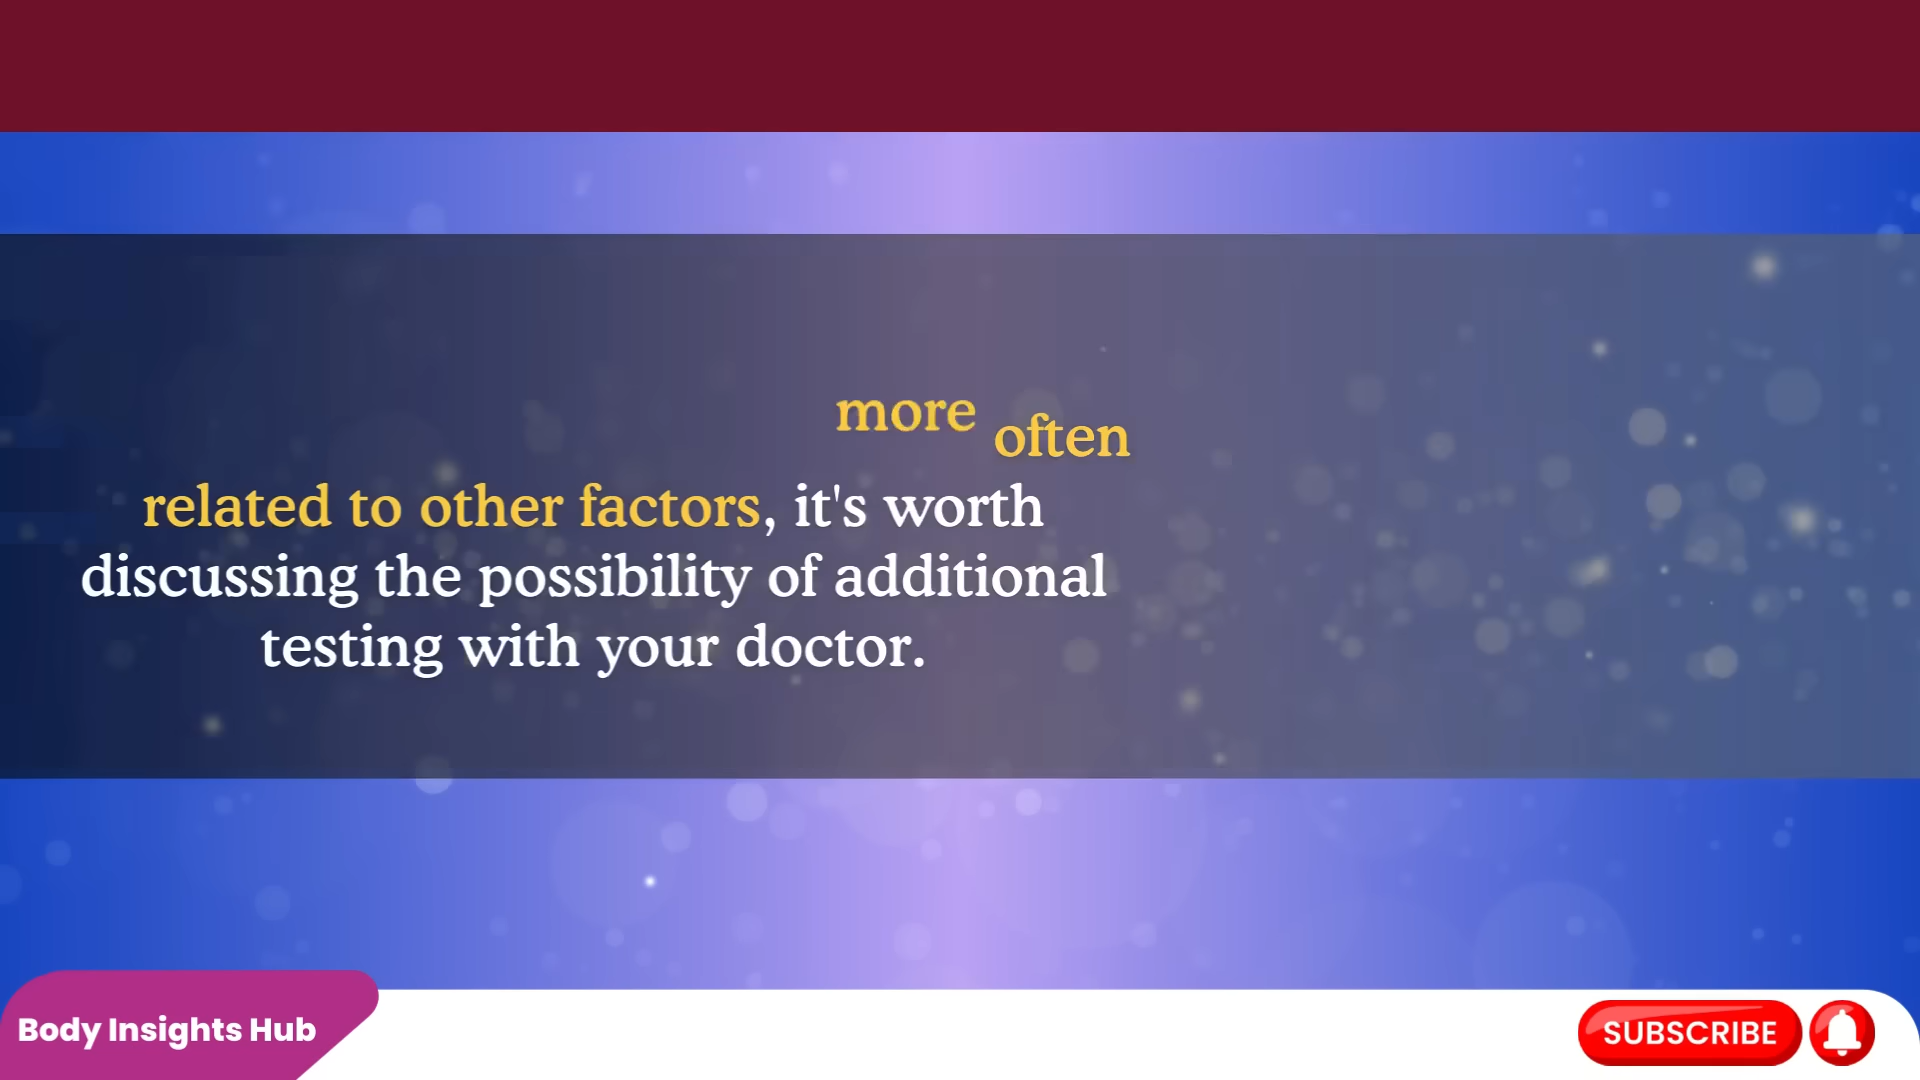 more often
related to other factors, it's worth
discussing the possibility of additional
testing with your doctor.
Body Insights Hub
SUBSCRIBE